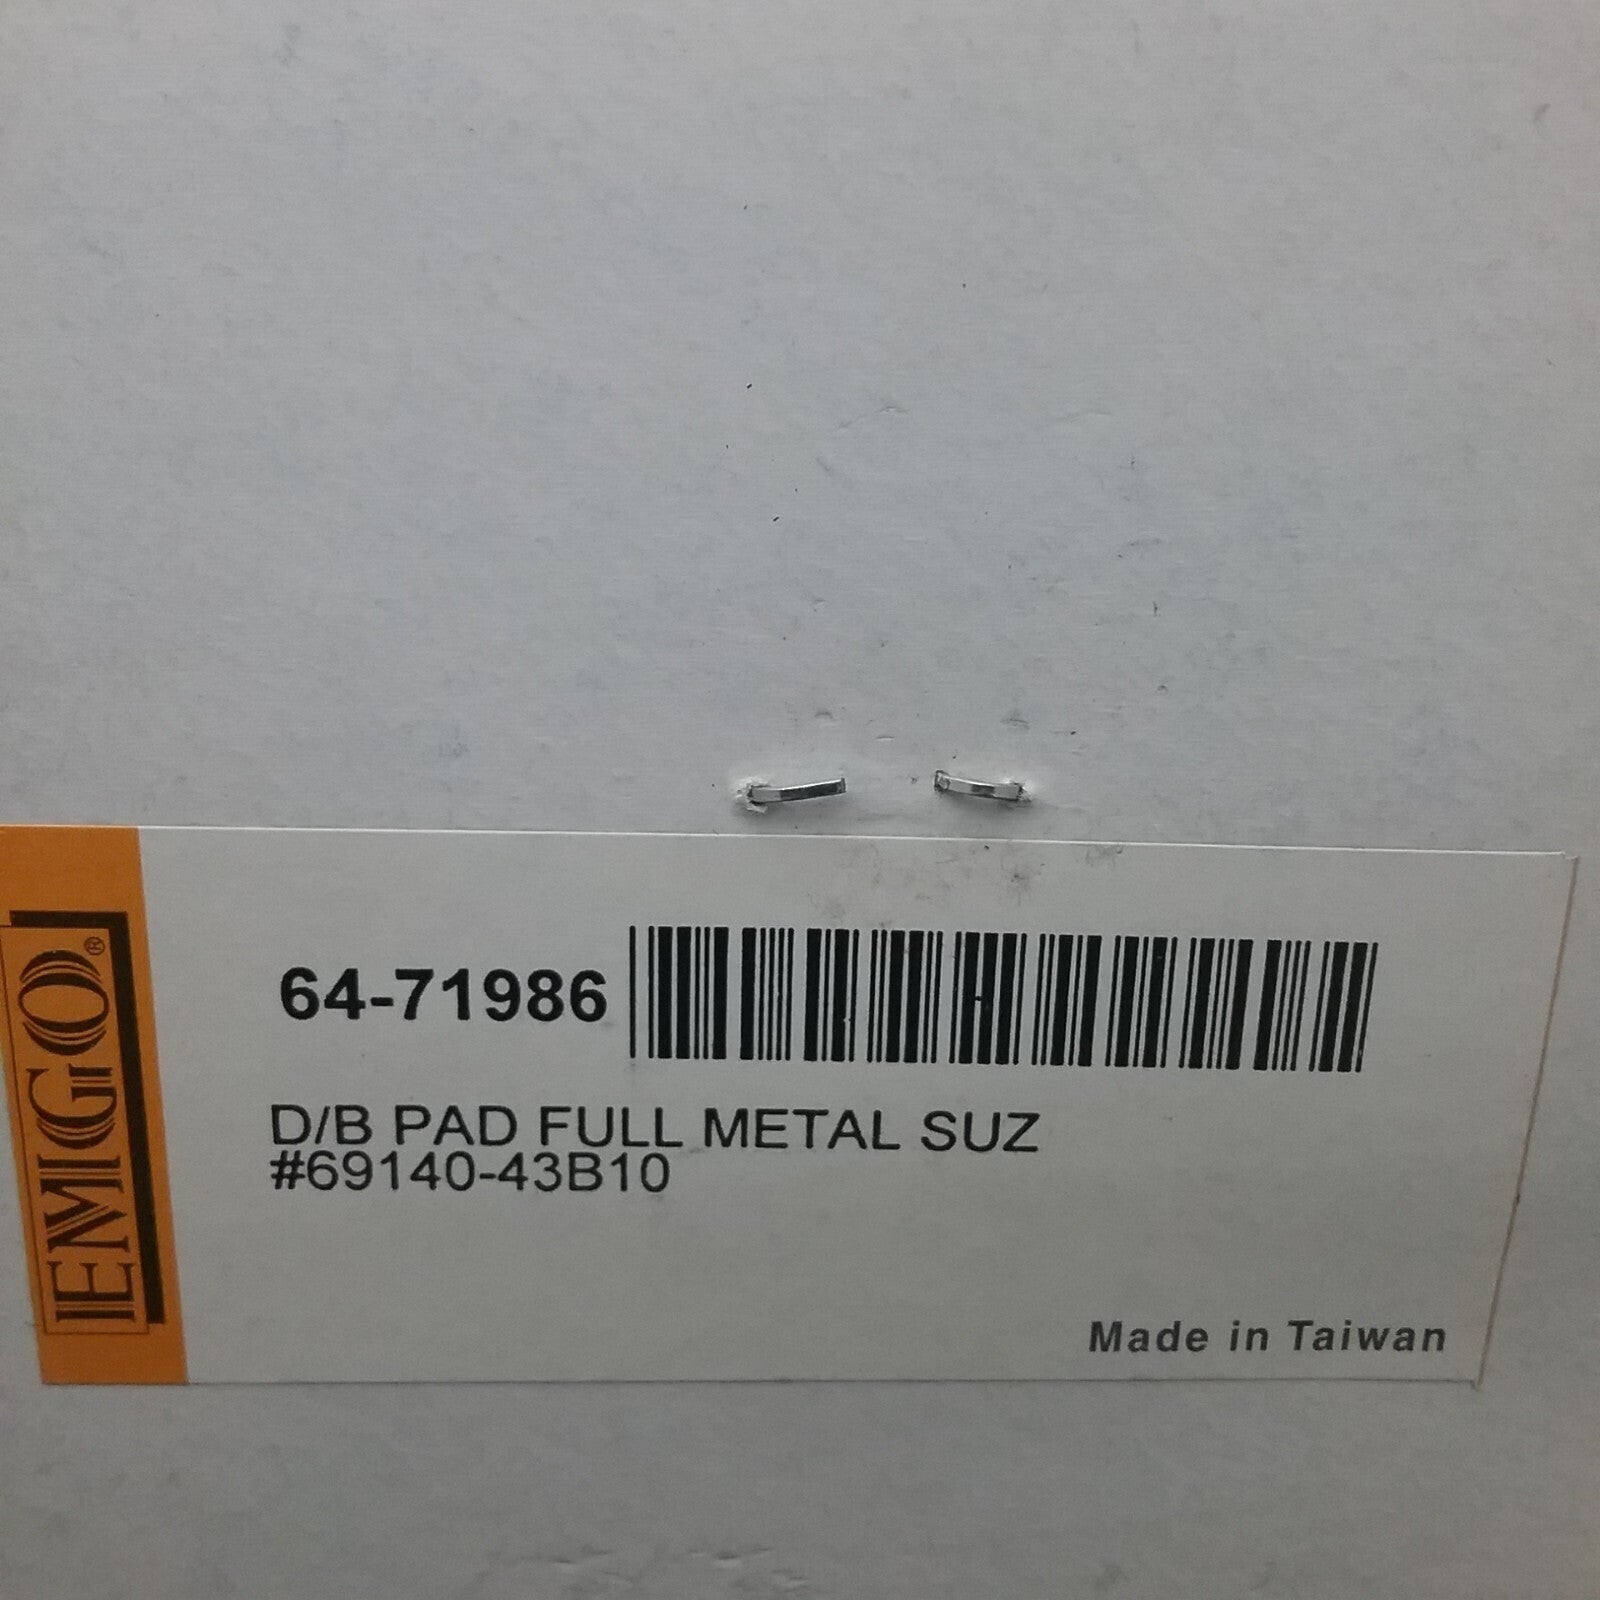 EMGO®
64-71986
D/B PAD FULL METAL SUZ
#69140-43B10
Made in Taiwan